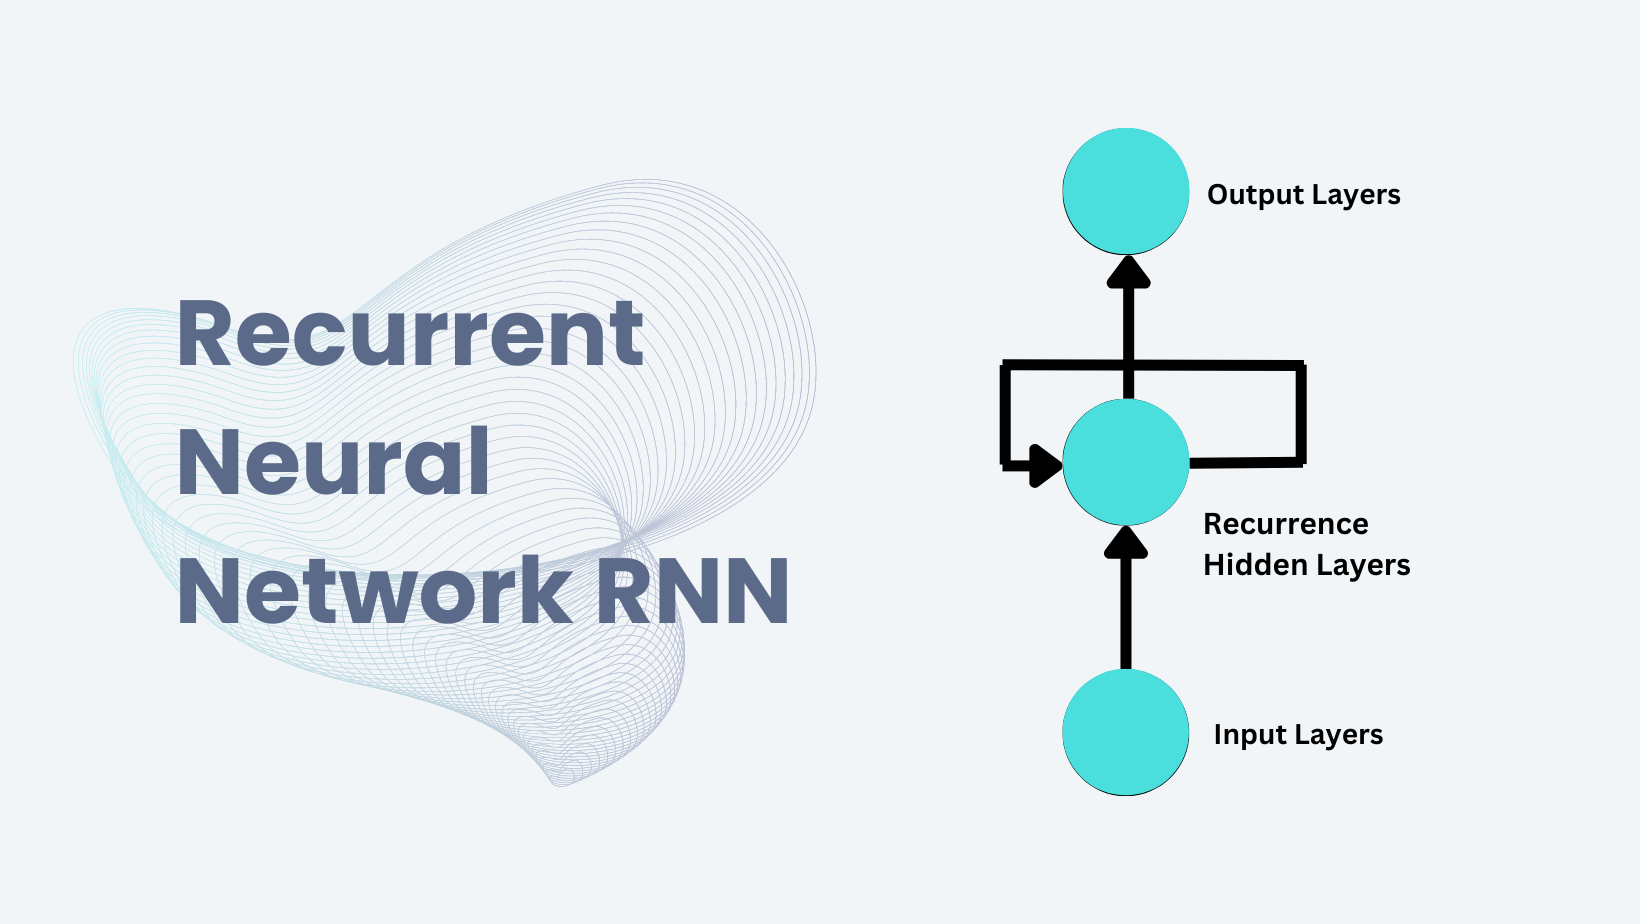 Recurrent
Neural
Network RNN
Output Layers
Recurrence
Hidden Layers
Input Layers